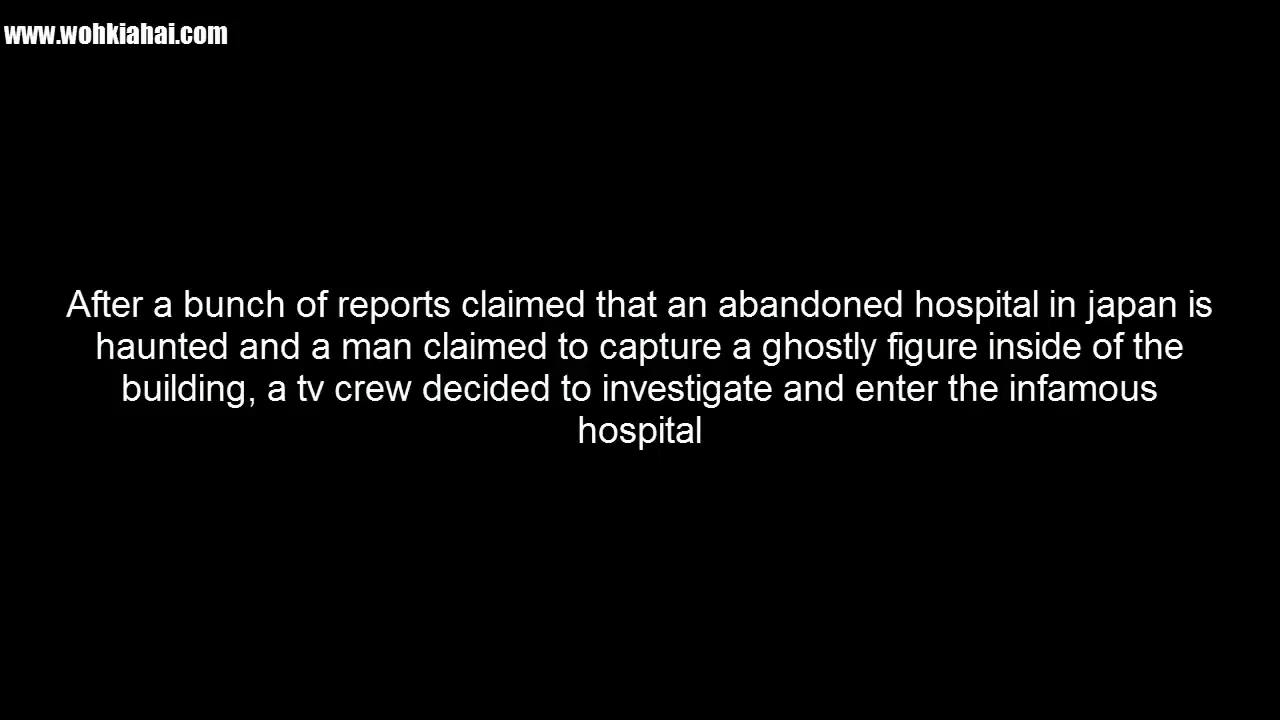 www.wohkiahai.com
After a bunch of reports claimed that an abandoned hospital in japan is
haunted and a man claimed to capture a ghostly figure inside of the
building, a tv crew decided to investigate and enter the infamous
hospital